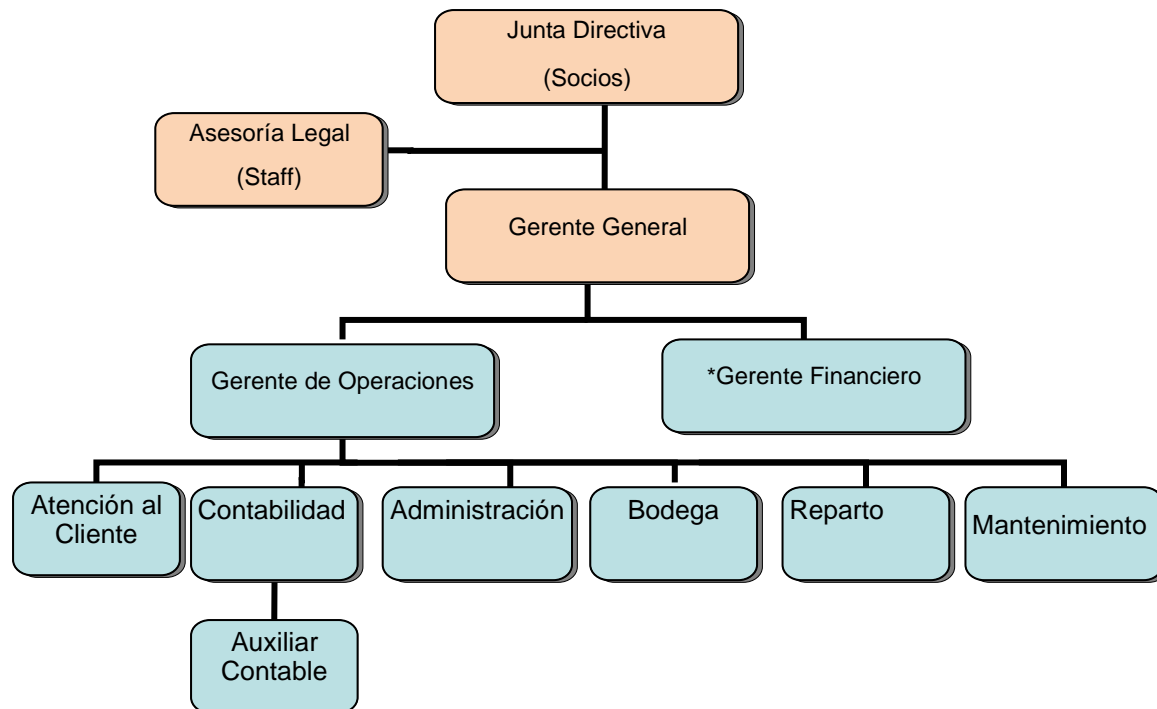 Junta Directiva
(Socios)
Asesoría Legal
(Staff)
Gerente General
Gerente de Operaciones
*Gerente Financiero
Atención al
Cliente
Contabilidad
Administración
Bodega
Reparto
Mantenimiento
Auxiliar
Contable